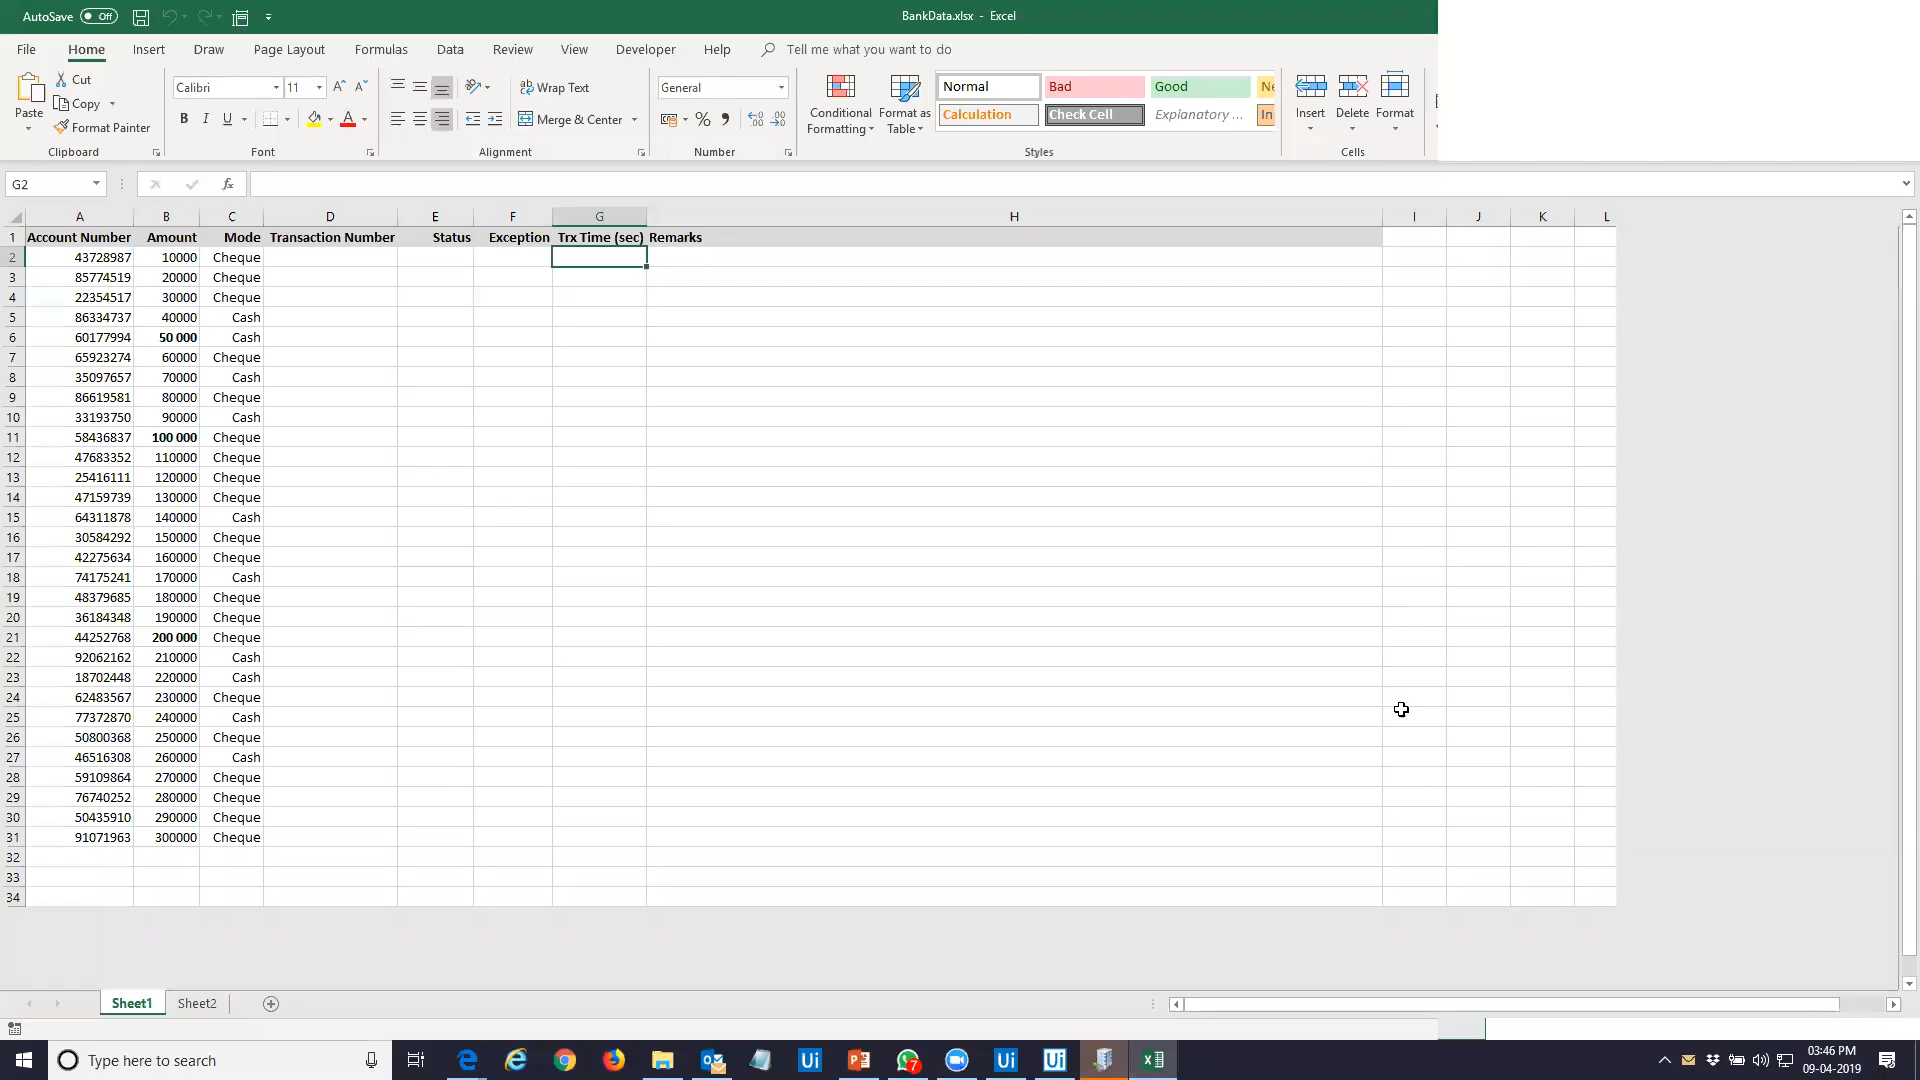 AutoSave Off
BankData.xlsx - Excel
File Home Insert Draw Page Layout Formulas Data Review View Developer Help Tell me what you want to do
Paste
Cut
Copy
Format Painter
Clipboard
Calibri 11
B I U
Font
Wrap Text
Merge & Center
Alignment
General
Number
Conditional Formatting
Format as Table
Normal Bad Good Ne
Calculation Check Cell Explanatory ... In
Styles
Insert Delete Format
Cells
G2 fx
A B C D E F G H I J K L
1 Account Number Amount Mode Transaction Number Status Exception Trx Time (sec) Remarks
2 43728987 10000 Cheque
3 85774519 20000 Cheque
4 22354517 30000 Cheque
5 86334737 40000 Cash
6 60177994 50 000 Cash
7 65923274 60000 Cheque
8 35097657 70000 Cash
9 86619581 80000 Cheque
10 33193750 90000 Cash
11 58436837 100 000 Cheque
12 47683352 110000 Cheque
13 25416111 120000 Cheque
14 47159739 130000 Cheque
15 64311878 140000 Cash
16 30584292 150000 Cheque
17 42275634 160000 Cheque
18 74175241 170000 Cash
19 48379685 180000 Cheque
20 36184348 190000 Cheque
21 44252768 200 000 Cheque
22 92062162 210000 Cash
23 18702448 220000 Cash
24 62483567 230000 Cheque
25 77372870 240000 Cash
26 50800368 250000 Cheque
27 46516308 260000 Cash
28 59109864 270000 Cheque
29 76740252 280000 Cheque
30 50435910 290000 Cheque
31 91071963 300000 Cheque
32
33
34
Sheet1 Sheet2
Type here to search
Ui
7
Ui
Ui
03:46 PM
09-04-2019